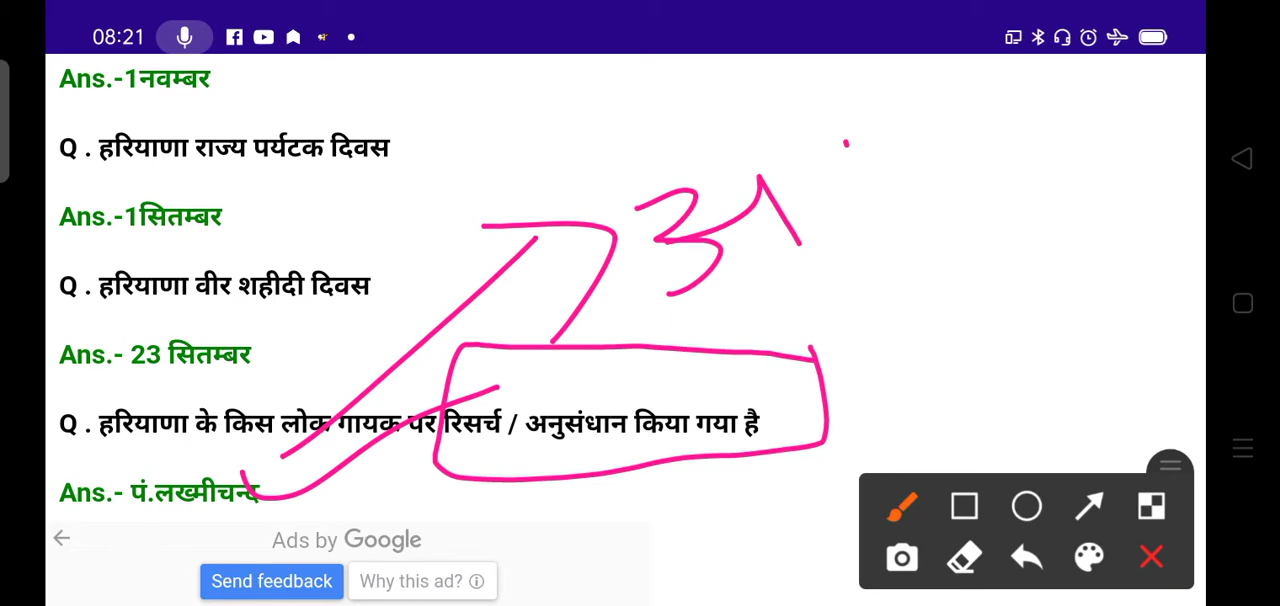 08:21
Ans.-1नवम्बर
Q . हरियाणा राज्य पर्यटक दिवस
Ans.-1सितम्बर
Q . हरियाणा वीर शहीदी दिवस
Ans.- 23 सितम्बर
Q . हरियाणा के किस लोक गायक पर रिसर्च / अनुसंधान किया गया है
Ans.- पं.लख्मीचन्द
Ads by Google
Send feedback
Why this ad?